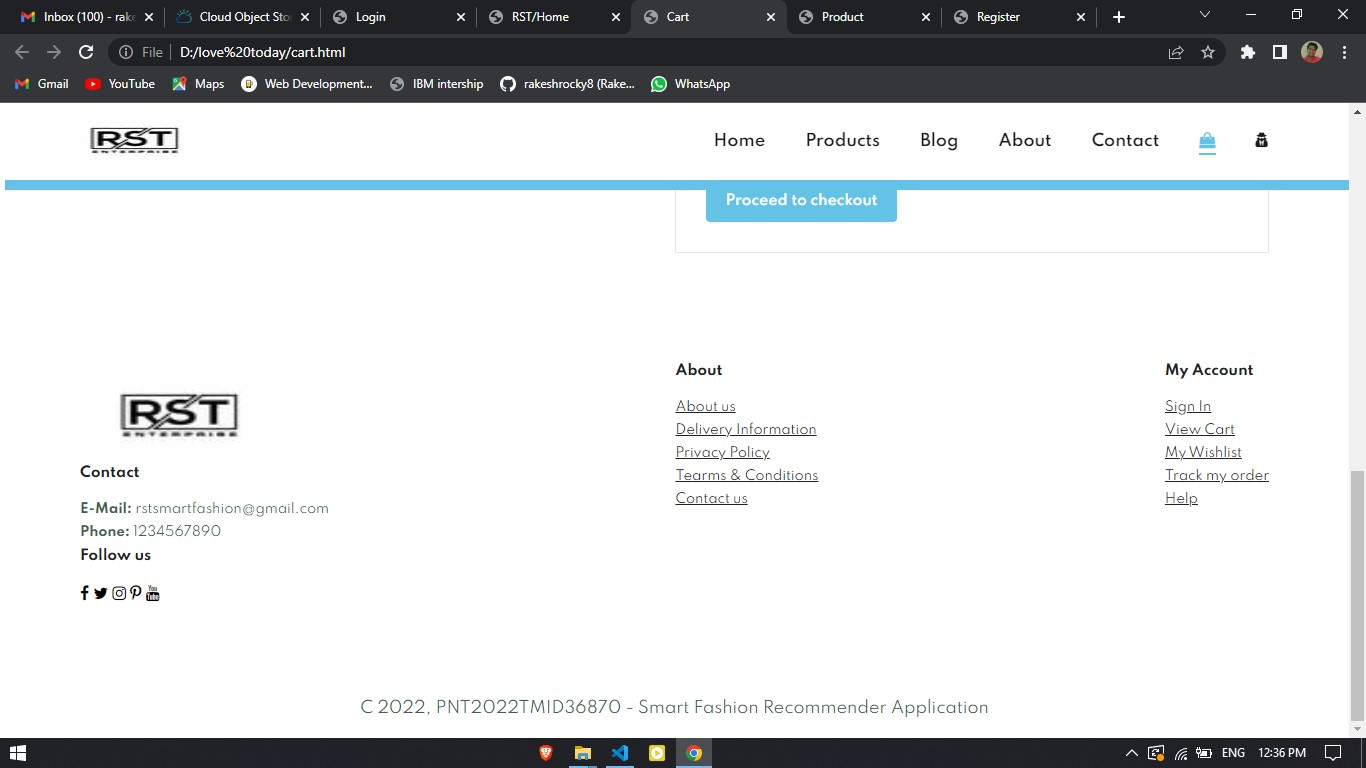 Inbox (100) - rake
Cloud Object Sto
Login
RST/Home
Cart
Product
Register
File
D:/love%20today/cart.html
Gmail
YouTube
Maps
Web Development...
IBM intership
rakeshrocky8 (Rake...
WhatsApp
RST
ENTERPRISE
Home
Products
Blog
About
Contact
Proceed to checkout
RST
ENTERPRISE
Contact
E-Mail: rstsmartfashion@gmail.com
Phone: 1234567890
Follow us
You
Tube
About
About us
Delivery Information
Privacy Policy
Tearms & Conditions
Contact us
My Account
Sign In
View Cart
My Wishlist
Track my order
Help
C 2022, PNT2022TMID36870 - Smart Fashion Recommender Application
ENG
12:36 PM